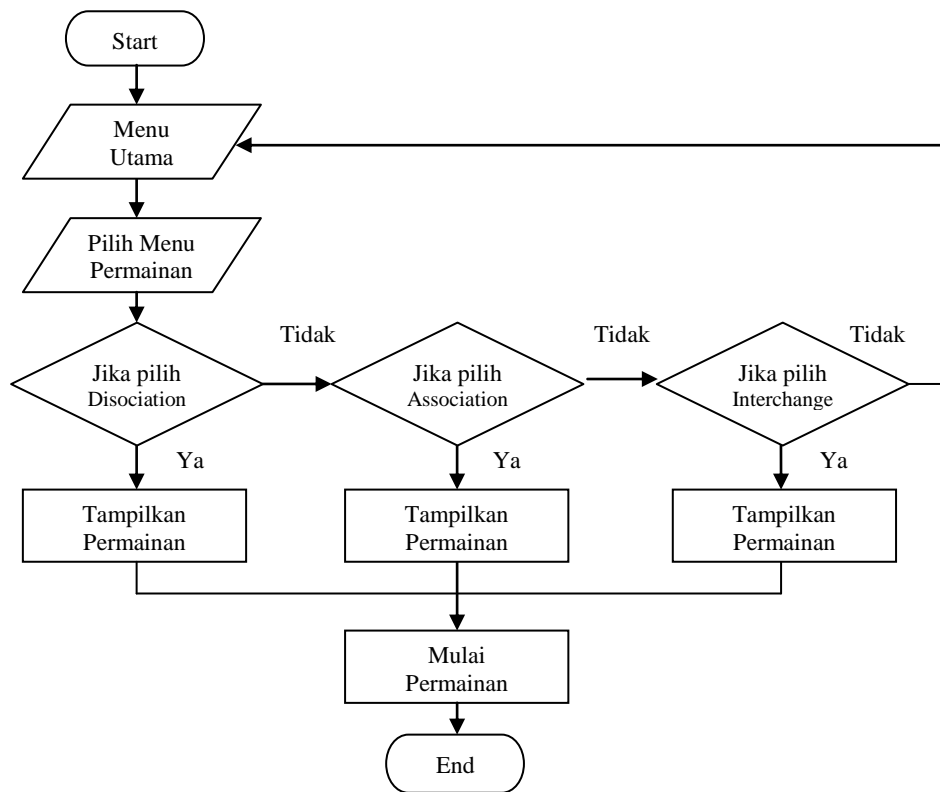 Start
Menu
Utama
Pilih Menu
Permainan
Tidak
Tidak
Tidak
Jika pilih
Disociation
Jika pilih
Association
Jika pilih
Interchange
Ya
Ya
Ya
Tampilkan
Permainan
Tampilkan
Permainan
Tampilkan
Permainan
Mulai
Permainan
End